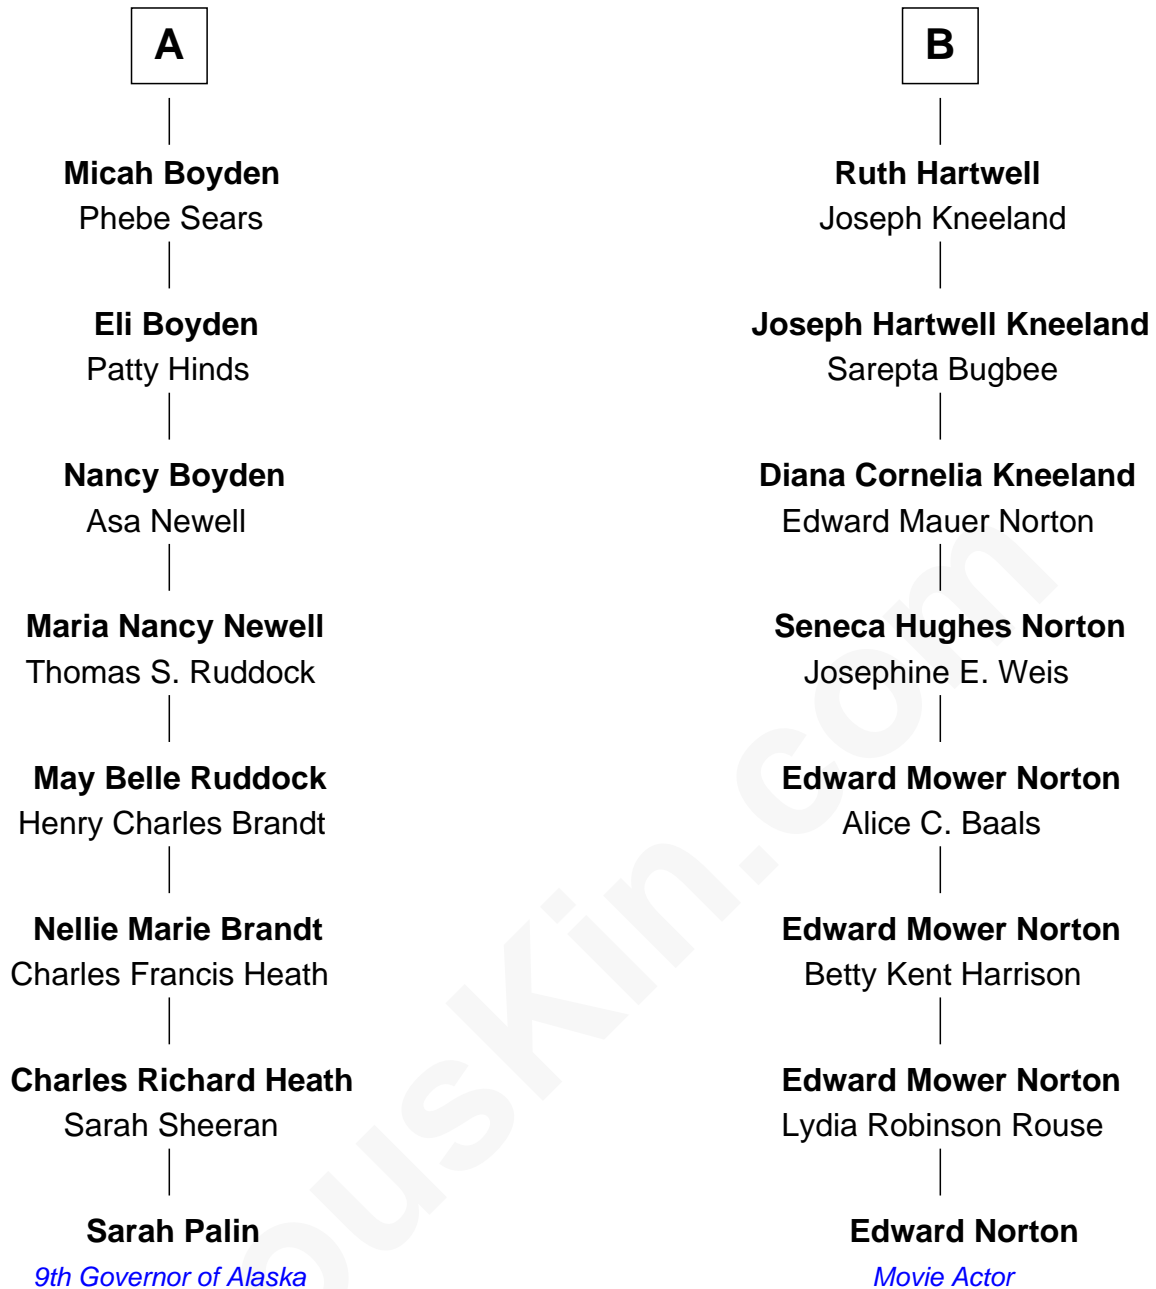 A
B
Micah Boyden
Phebe Sears
Ruth Hartwell
Joseph Kneeland
Eli Boyden
Patty Hinds
Joseph Hartwell Kneeland
Sarepta Bugbee
Nancy Boyden
Asa Newell
Diana Cornelia Kneeland
Edward Mauer Norton
Maria Nancy Newell
Thomas S. Ruddock
Seneca Hughes Norton
Josephine E. Weis
May Belle Ruddock
Henry Charles Brandt
Edward Mower Norton
Alice C. Baals
Nellie Marie Brandt
Charles Francis Heath
Edward Mower Norton
Betty Kent Harrison
Charles Richard Heath
Sarah Sheeran
Edward Mower Norton
Lydia Robinson Rouse
Sarah Palin
9th Governor of Alaska
Edward Norton
Movie Actor
ousKin.com